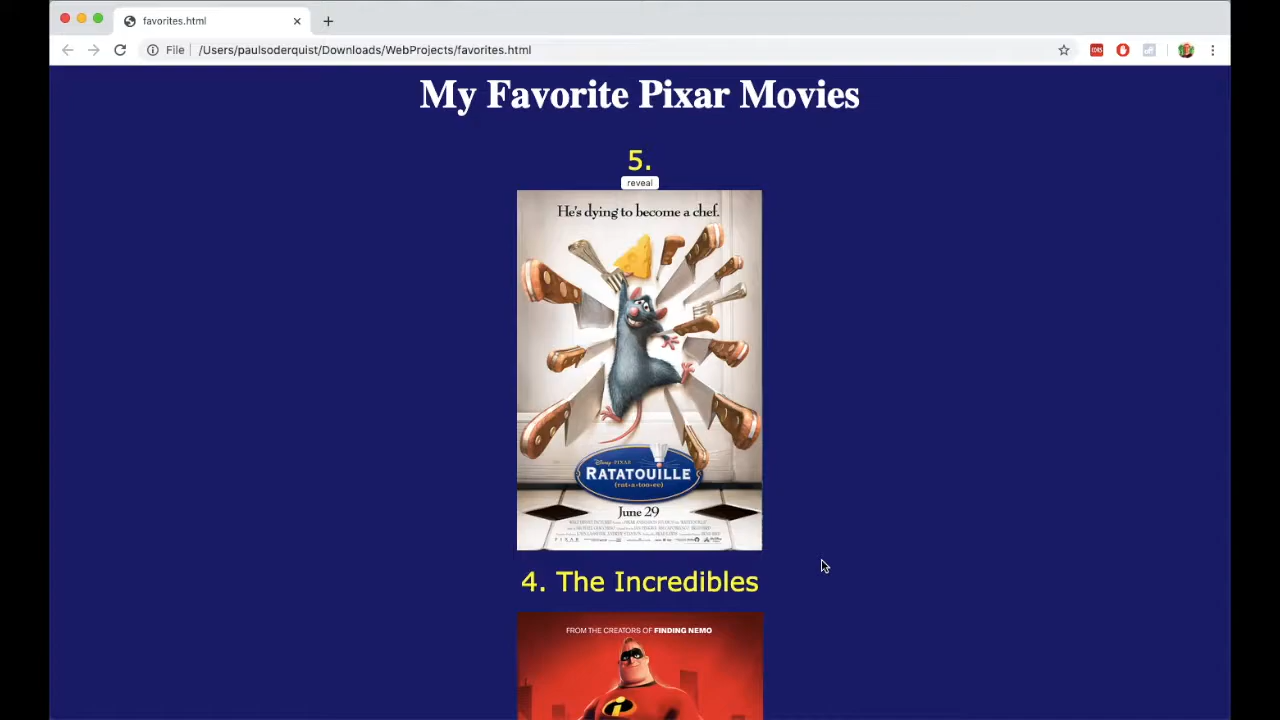 favorites.html
File /Users/paulsoderquist/Downloads/WebProjects/favorites.html
My Favorite Pixar Movies
5.
reveal
He's dying to become a chef.
Disney PIXAR
RATATOUILLE
(rat•a•too•ee)
June 29
PIXAR
4. The Incredibles
FROM THE CREATORS OF FINDING NEMO